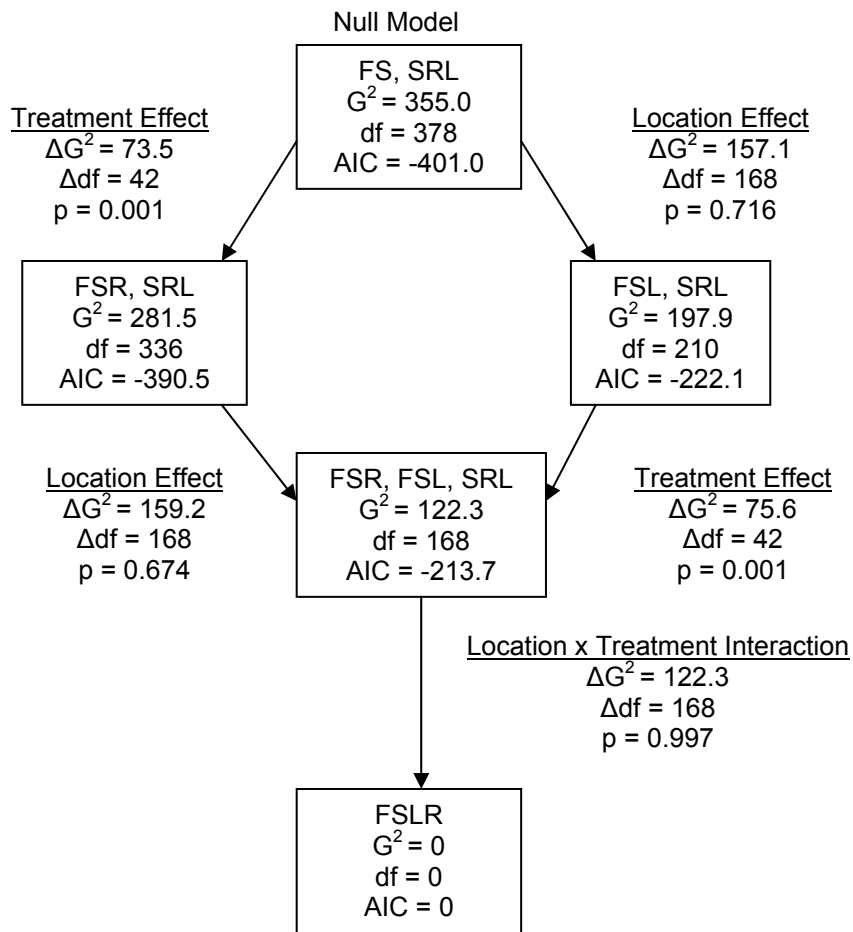 Null Model
FS, SRL
G² = 355.0
df = 378
AIC = -401.0
Treatment Effect
ΔG² = 73.5
Δdf = 42
p = 0.001
Location Effect
ΔG² = 157.1
Δdf = 168
p = 0.716
FSR, SRL
G² = 281.5
df = 336
AIC = -390.5
FSL, SRL
G² = 197.9
df = 210
AIC = -222.1
Location Effect
ΔG² = 159.2
Δdf = 168
p = 0.674
FSR, FSL, SRL
G² = 122.3
df = 168
AIC = -213.7
Treatment Effect
ΔG² = 75.6
Δdf = 42
p = 0.001
Location x Treatment Interaction
ΔG² = 122.3
Δdf = 168
p = 0.997
FSLR
G² = 0
df = 0
AIC = 0